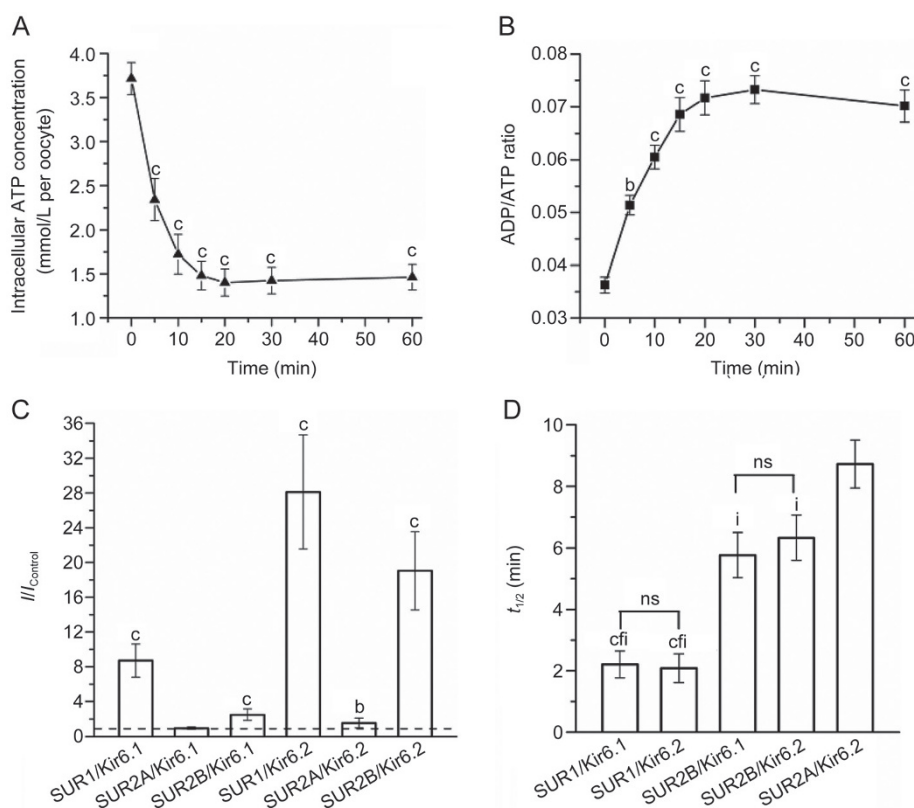 A
Intracellular ATP concentration
(mmol/L per oocyte)
4.0
3.5
3.0
2.5
2.0
1.5
1.0
c
c
c
c
c
c
0 10 20 30 40 50 60
Time (min)
B
ADP/ATP ratio
0.08
0.07
0.06
0.05
0.04
0.03
b
c
c
c
c
c
0 10 20 30 40 50 60
Time (min)
C
I/IControl
36
32
28
24
20
16
12
8
4
0
c
c
c
b
c
SUR1/Kir6.1
SUR2A/Kir6.1
SUR2B/Kir6.1
SUR1/Kir6.2
SUR2A/Kir6.2
SUR2B/Kir6.2
D
t1/2 (min)
10
8
6
4
2
0
ns
cfi cfi
ns
i i
SUR1/Kir6.1
SUR1/Kir6.2
SUR2B/Kir6.1
SUR2B/Kir6.2
SUR2A/Kir6.2